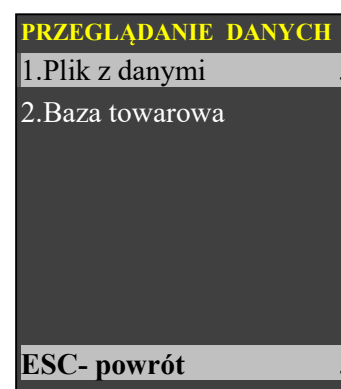 PRZEGLĄDANIE DANYCH
1.Plik z danymi .
2.Baza towarowa
ESC- powrót .